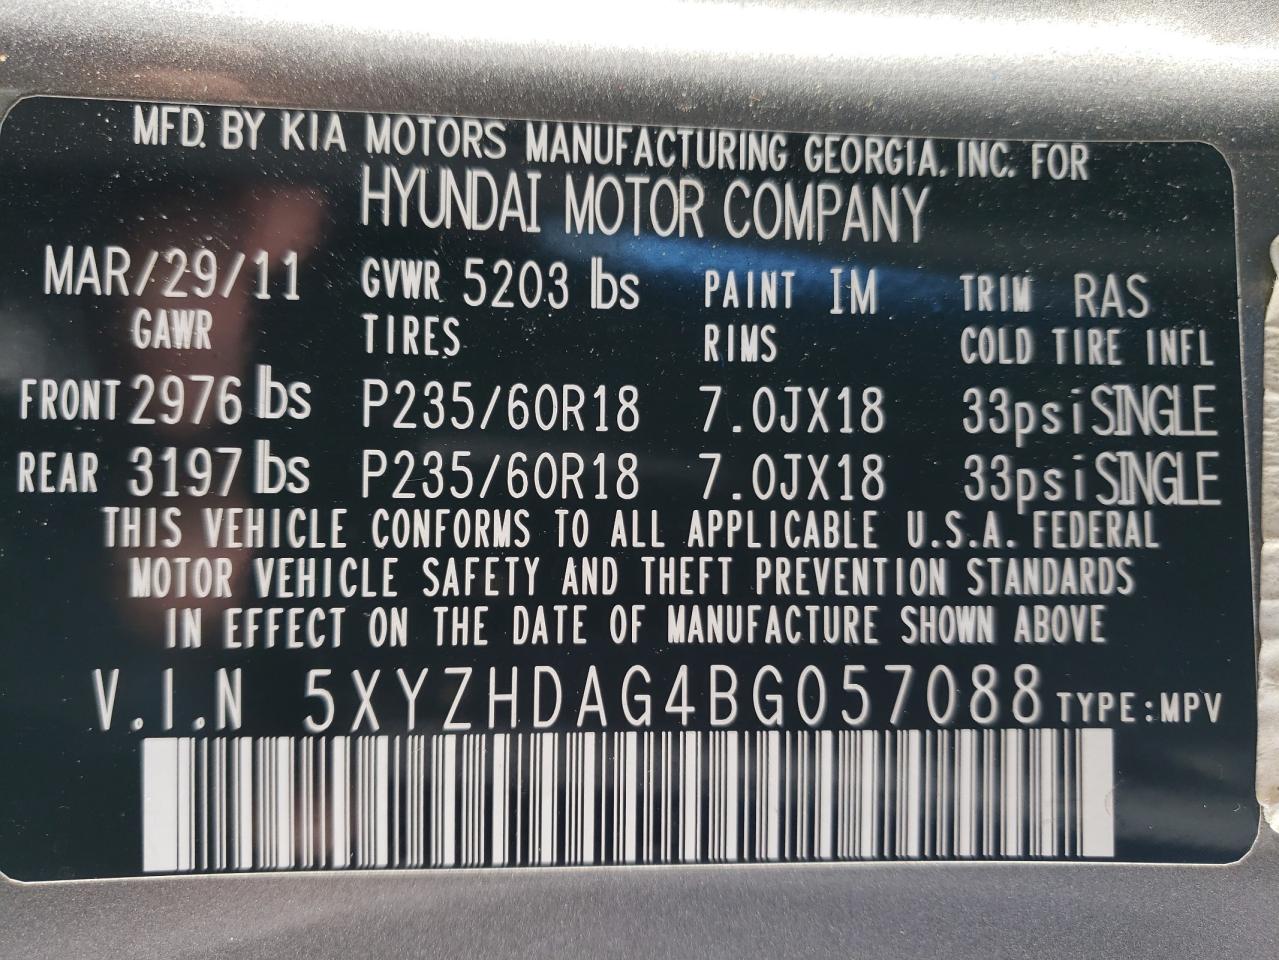 MFD. BY KIA MOTORS MANUFACTURING GEORGIA. INC. FOR
HYUNDAI MOTOR COMPANY
MAR/29/11 GVWR 5203 lbs PAINT IM TRIM RAS
GAWR TIRES RIMS COLD TIRE INFL
FRONT 2976 lbs P235/60R18 7.0JX18 33psi SINGLE
REAR 3197 lbs P235/60R18 7.0JX18 33psi SINGLE
THIS VEHICLE CONFORMS TO ALL APPLICABLE U.S.A. FEDERAL
MOTOR VEHICLE SAFETY AND THEFT PREVENTION STANDARDS
IN EFFECT ON THE DATE OF MANUFACTURE SHOWN ABOVE
V.I.N 5XYZHDAG4BG057088 TYPE:MPV